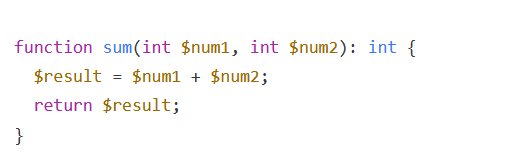 function sum(int $num1, int $num2): int {
  $result = $num1 + $num2;
  return $result;
}